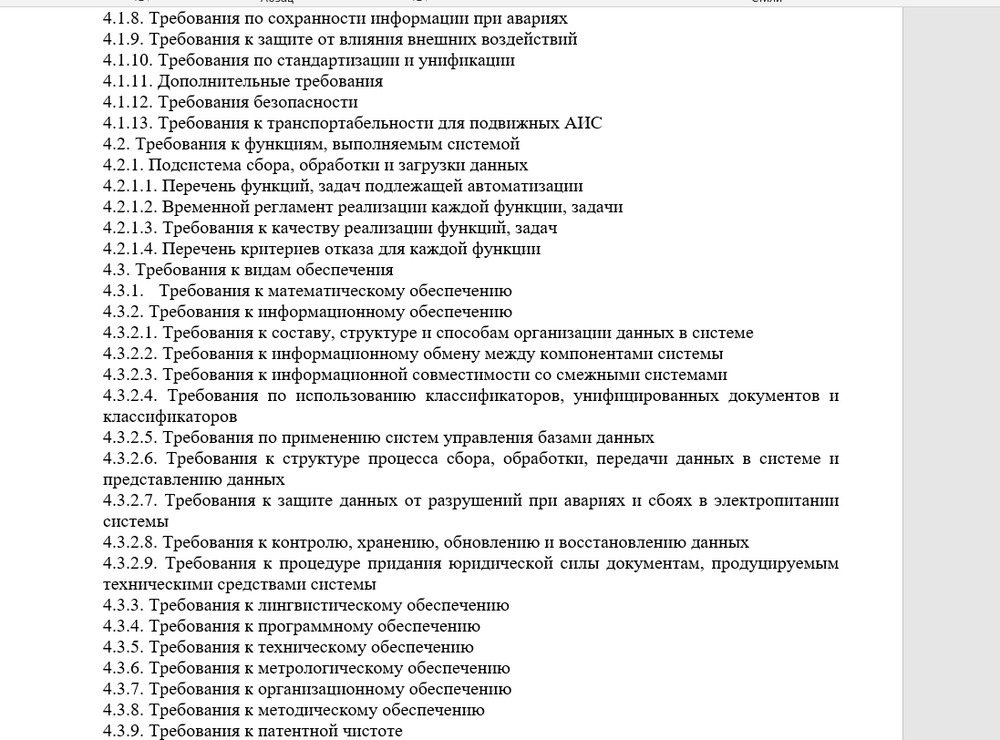 4.1.8. Требования по сохранности информации при авариях
4.1.9. Требования к защите от влияния внешних воздействий
4.1.10. Требования по стандартизации и унификации
4.1.11. Дополнительные требования
4.1.12. Требования безопасности
4.1.13. Требования к транспортабельности для подвижных АИС
4.2. Требования к функциям, выполняемым системой
4.2.1. Подсистема сбора, обработки и загрузки данных
4.2.1.1. Перечень функций, задач подлежащей автоматизации
4.2.1.2. Временной регламент реализации каждой функции, задачи
4.2.1.3. Требования к качеству реализации функций, задач
4.2.1.4. Перечень критериев отказа для каждой функции
4.3. Требования к видам обеспечения
4.3.1. Требования к математическому обеспечению
4.3.2. Требования к информационному обеспечению
4.3.2.1. Требования к составу, структуре и способам организации данных в системе
4.3.2.2. Требования к информационному обмену между компонентами системы
4.3.2.3. Требования к информационной совместимости со смежными системами
4.3.2.4. Требования по использованию классификаторов, унифицированных документов и
классификаторов
4.3.2.5. Требования по применению систем управления базами данных
4.3.2.6. Требования к структуре процесса сбора, обработки, передачи данных в системе и
представлению данных
4.3.2.7. Требования к защите данных от разрушений при авариях и сбоях в электропитании
системы
4.3.2.8. Требования к контролю, хранению, обновлению и восстановлению данных
4.3.2.9. Требования к процедуре придания юридической силы документам, продуцируемым
техническими средствами системы
4.3.3. Требования к лингвистическому обеспечению
4.3.4. Требования к программному обеспечению
4.3.5. Требования к техническому обеспечению
4.3.6. Требования к метрологическому обеспечению
4.3.7. Требования к организационному обеспечению
4.3.8. Требования к методическому обеспечению
4.3.9. Требования к патентной чистоте